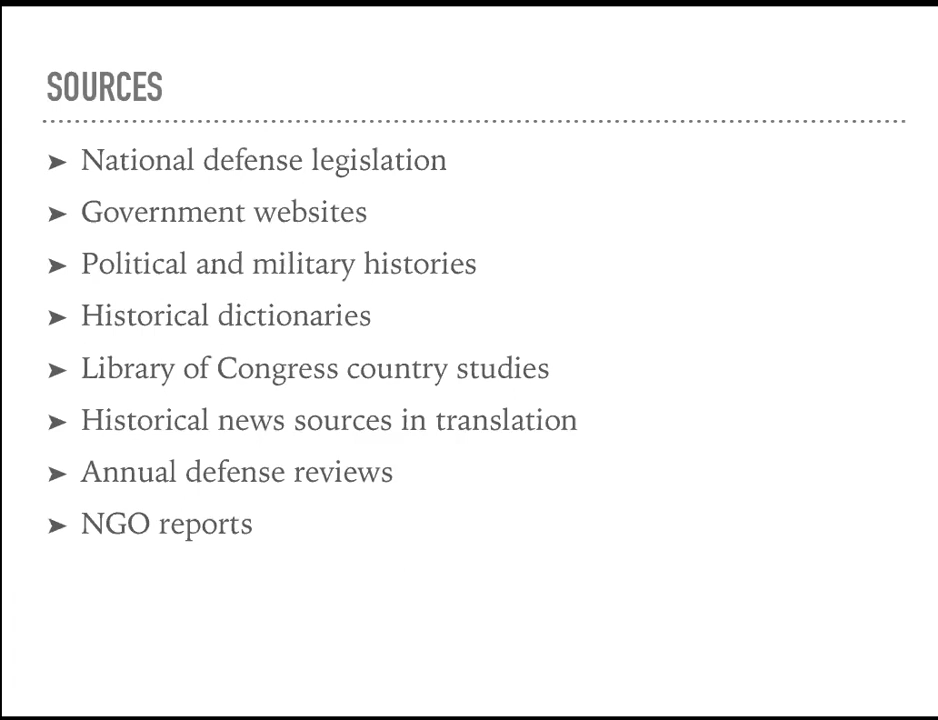 SOURCES
➤ National defense legislation
➤ Government websites
➤ Political and military histories
➤ Historical dictionaries
➤ Library of Congress country studies
➤ Historical news sources in translation
➤ Annual defense reviews
➤ NGO reports